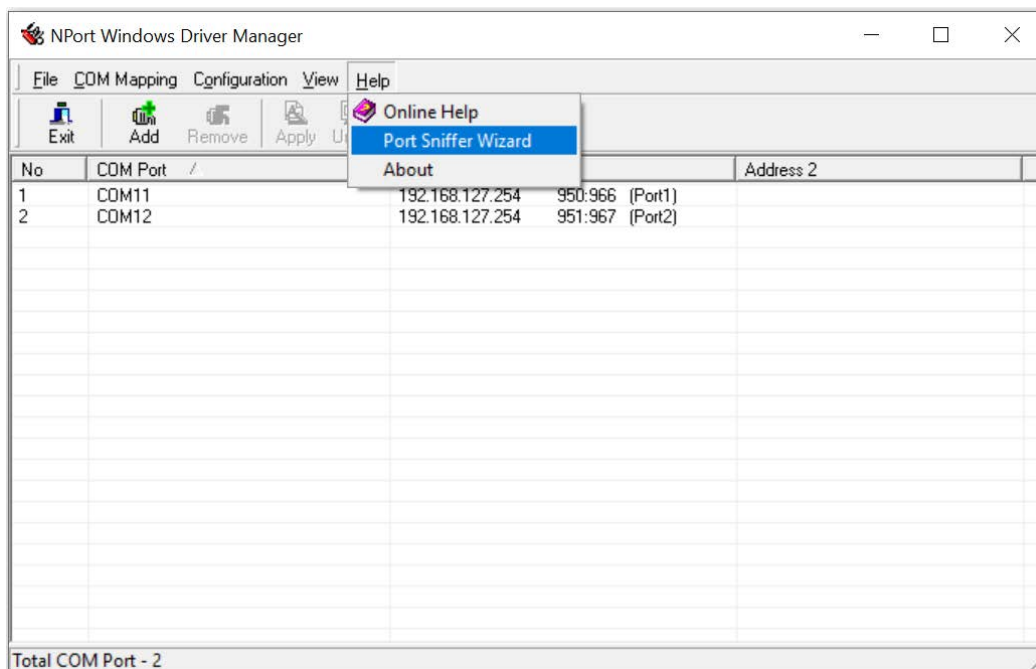 NPort Windows Driver Manager
File COM Mapping Configuration View Help
Exit Add Remove Apply
Online Help
Port Sniffer Wizard
About
No COM Port Address 2
1 COM11 192.168.127.254 950:966 (Port1)
2 COM12 192.168.127.254 951:967 (Port2)
Total COM Port - 2